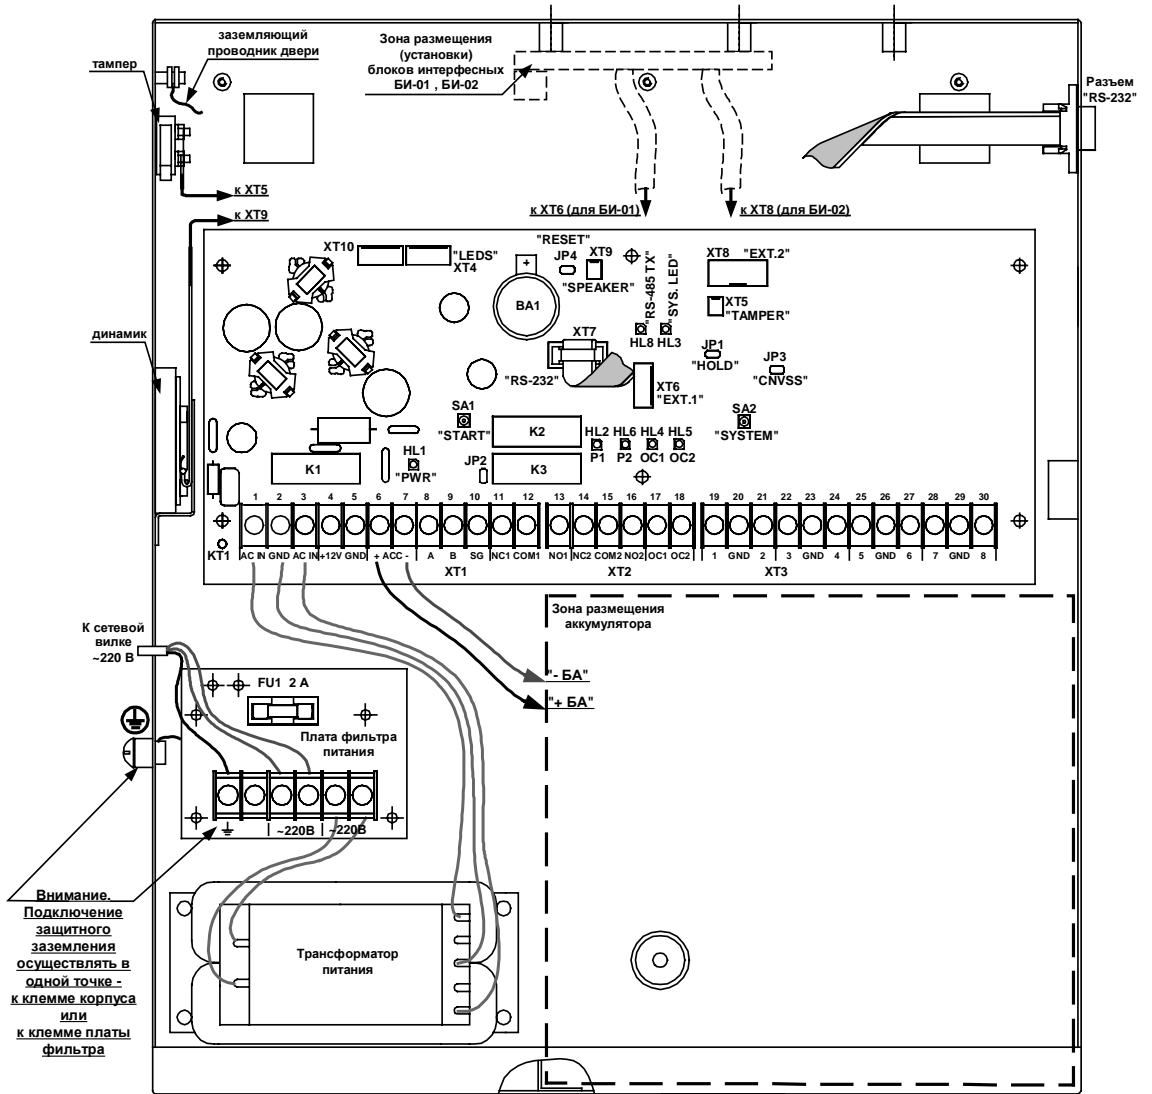 заземляющий
проводник двери
тампер
Зона размещения
(установки)
блоков интерфесных
БИ-01 , БИ-02
Разъем
"RS-232"
к XT5
к XT9
к XT6 (для БИ-01)
к XT8 (для БИ-02)
XT10
"LEDS"
XT4
"RESET"
JP4
XT9
"SPEAKER"
BA1
+
"RS-485 TX"
"SYS. LED"
HL8 HL3
XT8 "EXT.2"
XT5
"TAMPER"
динамик
XT7
"RS-232"
JP1
"HOLD"
JP3
"CNVSS"
XT6
"EXT.1"
SA1
"START"
SA2
"SYSTEM"
K2
HL2 HL6 HL4 HL5
P1 P2 OC1 OC2
K1
HL1
"PWR"
JP2
K3
1 2 3 4 5 6 7 8 9 10 11 12 13 14 15 16 17 18 19 20 21 22 23 24 25 26 27 28 29 30
KT1
AC IN GND AC IN +12V GND + ACC - A B SG NC1 COM1 NO1 NC2 COM2 NO2 OC1 OC2 1 GND 2 3 GND 4 5 GND 6 7 GND 8
XT1 XT2 XT3
К сетевой
вилке
~220 В
Зона размещения
аккумулятора
"- БА"
"+ БА"
FU1 2 A
Плата фильтра
питания
~220В ~220В
Внимание.
Подключение
защитного
заземления
осуществлять в
одной точке -
к клемме корпуса
или
к клемме платы
фильтра
Трансформатор
питания